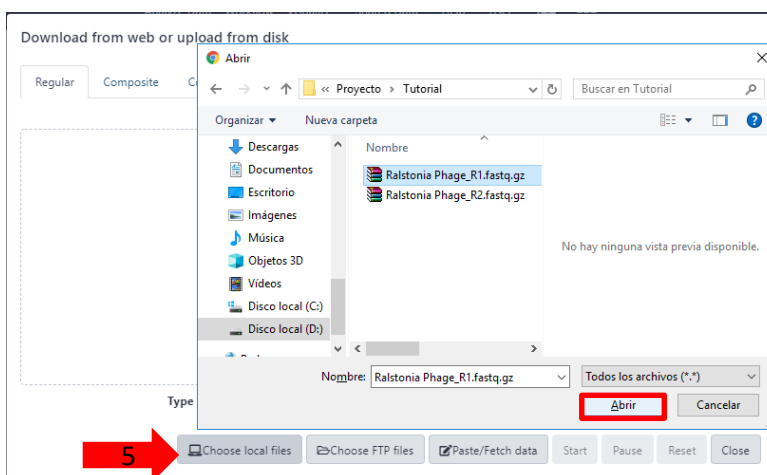 Download from web or upload from disk
Regular Composite
Abrir
« Proyecto › Tutorial Buscar en Tutorial
Organizar Nueva carpeta
Nombre
Descargas
Documentos
Escritorio
Imágenes
Música
Objetos 3D
Vídeos
Disco local (C:)
Disco local (D:)
Ralstonia Phage_R1.fastq.gz
Ralstonia Phage_R2.fastq.gz
No hay ninguna vista previa disponible.
Nombre: Ralstonia Phage_R1.fastq.gz Todos los archivos (*.*)
Abrir Cancelar
Type
5 Choose local files Choose FTP files Paste/Fetch data Start Pause Reset Close